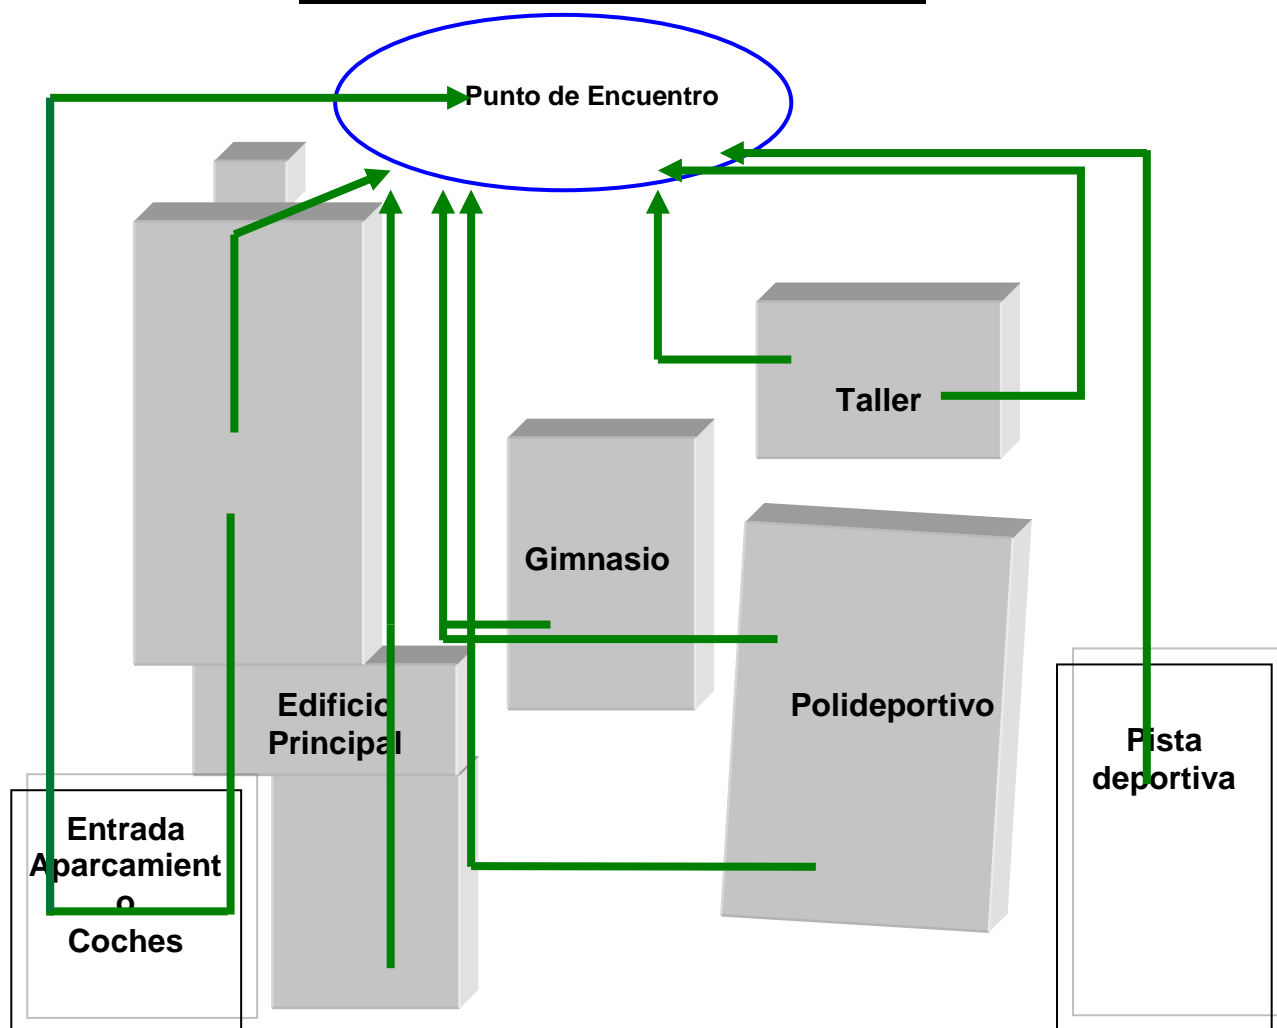 Punto de Encuentro
Taller
Gimnasio
Edificio
Principal
Polideportivo
Pista
deportiva
Entrada
Aparcamient
o
Coches